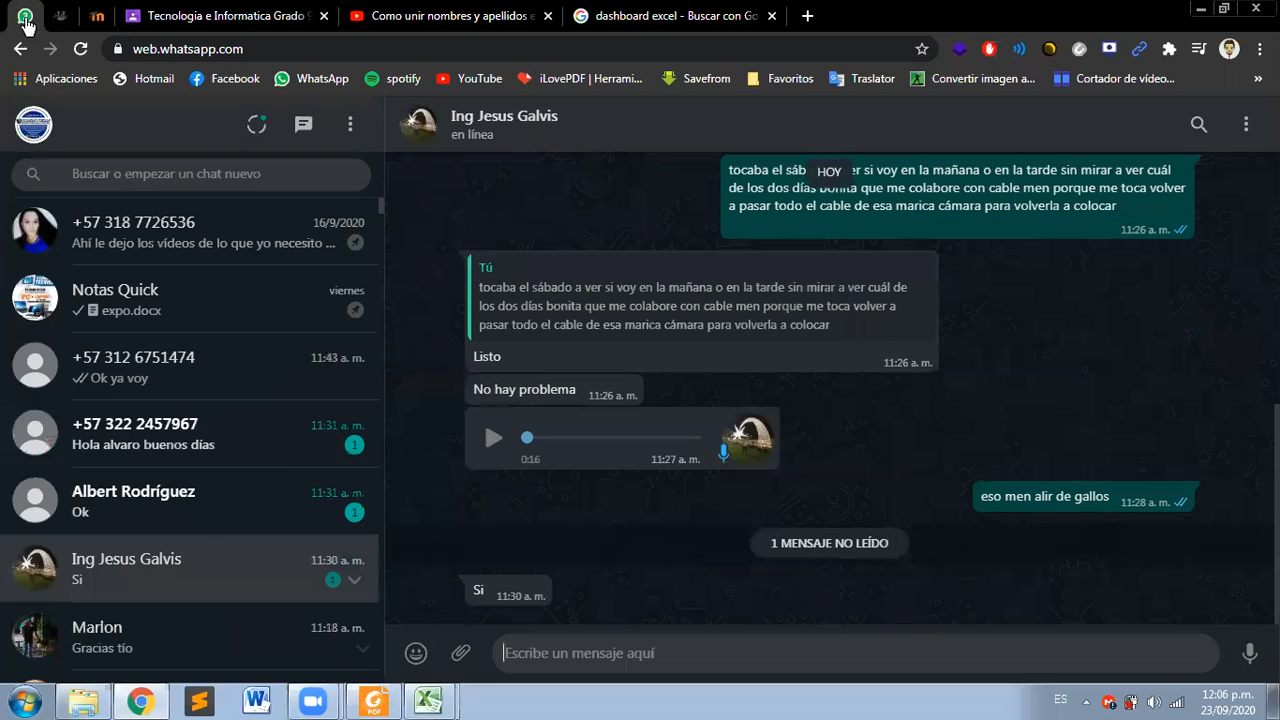 Tecnologia e Informatica Grado
Como unir nombres y apellidos e
dashboard excel - Buscar con Go
web.whatsapp.com
Aplicaciones
Hotmail
Facebook
WhatsApp
spotify
YouTube
iLovePDF | Herrami...
Savefrom
Favoritos
Traslator
Convertir imagen a...
Cortador de vídeo...
»
Buscar o empezar un chat nuevo
+57 318 7726536
16/9/2020
Ahí le dejo los vídeos de lo que yo necesito ...
Notas Quick
viernes
expo.docx
+57 312 6751474
11:43 a. m.
Ok ya voy
+57 322 2457967
11:31 a. m.
Hola alvaro buenos días
1
Albert Rodríguez
11:31 a. m.
Ok
1
Ing Jesus Galvis
11:30 a. m.
Si
1
Marlon
11:18 a. m.
Gracias tío
Ing Jesus Galvis
en línea
HOY
tocaba el sáb er si voy en la mañana o en la tarde sin mirar a ver cuál
de los dos días bonita que me colabore con cable men porque me toca volver
a pasar todo el cable de esa marica cámara para volverla a colocar
11:26 a. m.
Tú
tocaba el sábado a ver si voy en la mañana o en la tarde sin mirar a ver cuál de
los dos días bonita que me colabore con cable men porque me toca volver a
pasar todo el cable de esa marica cámara para volverla a colocar
Listo
11:26 a. m.
No hay problema
11:26 a. m.
0:16
11:27 a. m.
eso men alir de gallos
11:28 a. m.
1 MENSAJE NO LEÍDO
Si
11:30 a. m.
Escribe un mensaje aquí
PDF
ES
12:06 p.m.
23/09/2020